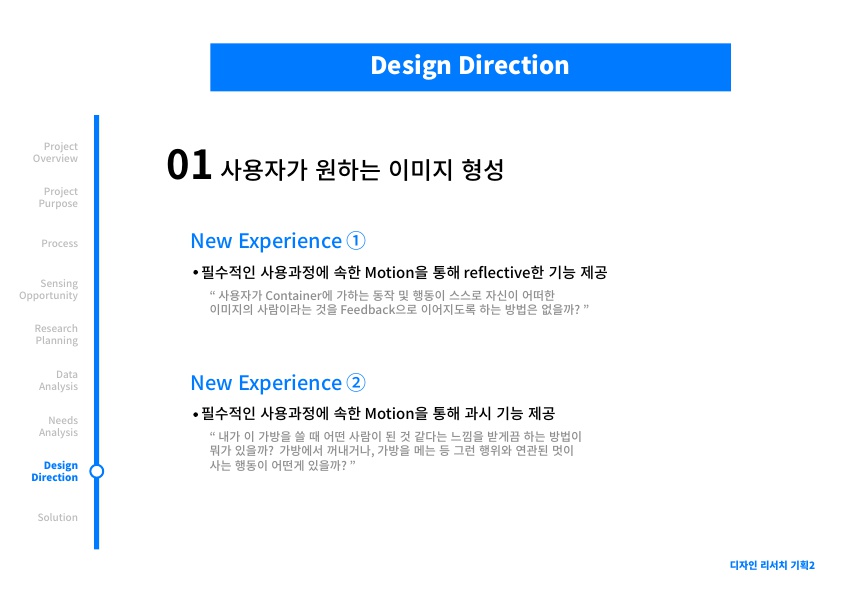 Design Direction
Project
Overview
Project
Purpose
Process
Sensing
Opportunity
Research
Planning
Data
Analysis
Needs
Analysis
Design
Direction
Solution
01 사용자가 원하는 이미지 형성
New Experience ①
• 필수적인 사용과정에 속한 Motion을 통해 reflective한 기능 제공
“ 사용자가 Container에 가하는 동작 및 행동이 스스로 자신이 어떠한
이미지의 사람이라는 것을 Feedback으로 이어지도록 하는 방법은 없을까? ”
New Experience ②
• 필수적인 사용과정에 속한 Motion을 통해 과시 기능 제공
“ 내가 이 가방을 쓸 때 어떤 사람이 된 것 같다는 느낌을 받게끔 하는 방법이
뭐가 있을까? 가방에서 꺼내거나, 가방을 메는 등 그런 행위와 연관된 멋이
사는 행동이 어떤게 있을까? ”
디자인 리서치 기획2